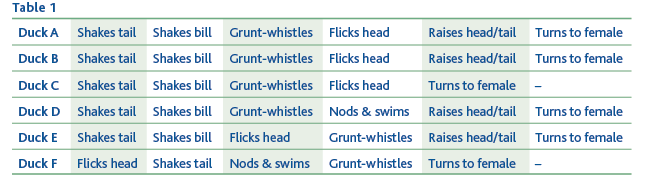 Table 1
Duck A Shakes tail Shakes bill Grunt-whistles Flicks head Raises head/tail Turns to female
Duck B Shakes tail Shakes bill Grunt-whistles Flicks head Raises head/tail Turns to female
Duck C Shakes tail Shakes bill Grunt-whistles Flicks head Turns to female –
Duck D Shakes tail Shakes bill Grunt-whistles Nods & swims Raises head/tail Turns to female
Duck E Shakes tail Shakes bill Flicks head Grunt-whistles Raises head/tail Turns to female
Duck F Flicks head Shakes tail Nods & swims Grunt-whistles Turns to female –